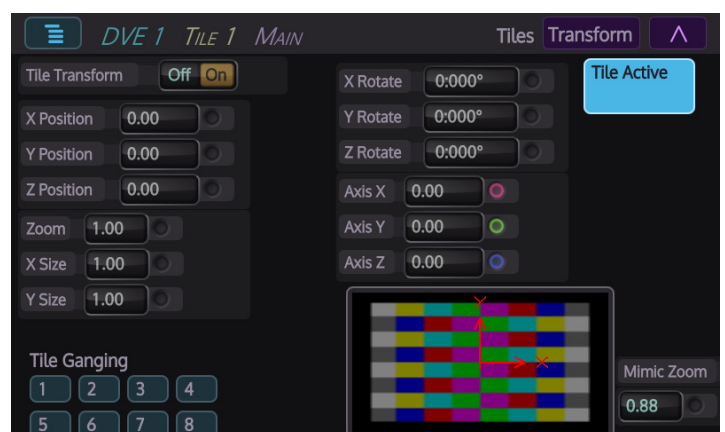 DVE 1 Tile 1 Main Tiles Transform
Tile Transform Off On
X Position 0.00
Y Position 0.00
Z Position 0.00
Zoom 1.00
X Size 1.00
Y Size 1.00
X Rotate 0:000°
Y Rotate 0:000°
Z Rotate 0:000°
Axis X 0.00
Axis Y 0.00
Axis Z 0.00
Tile Active
Tile Ganging
1 2 3 4
5 6 7 8
Mimic Zoom
0.88